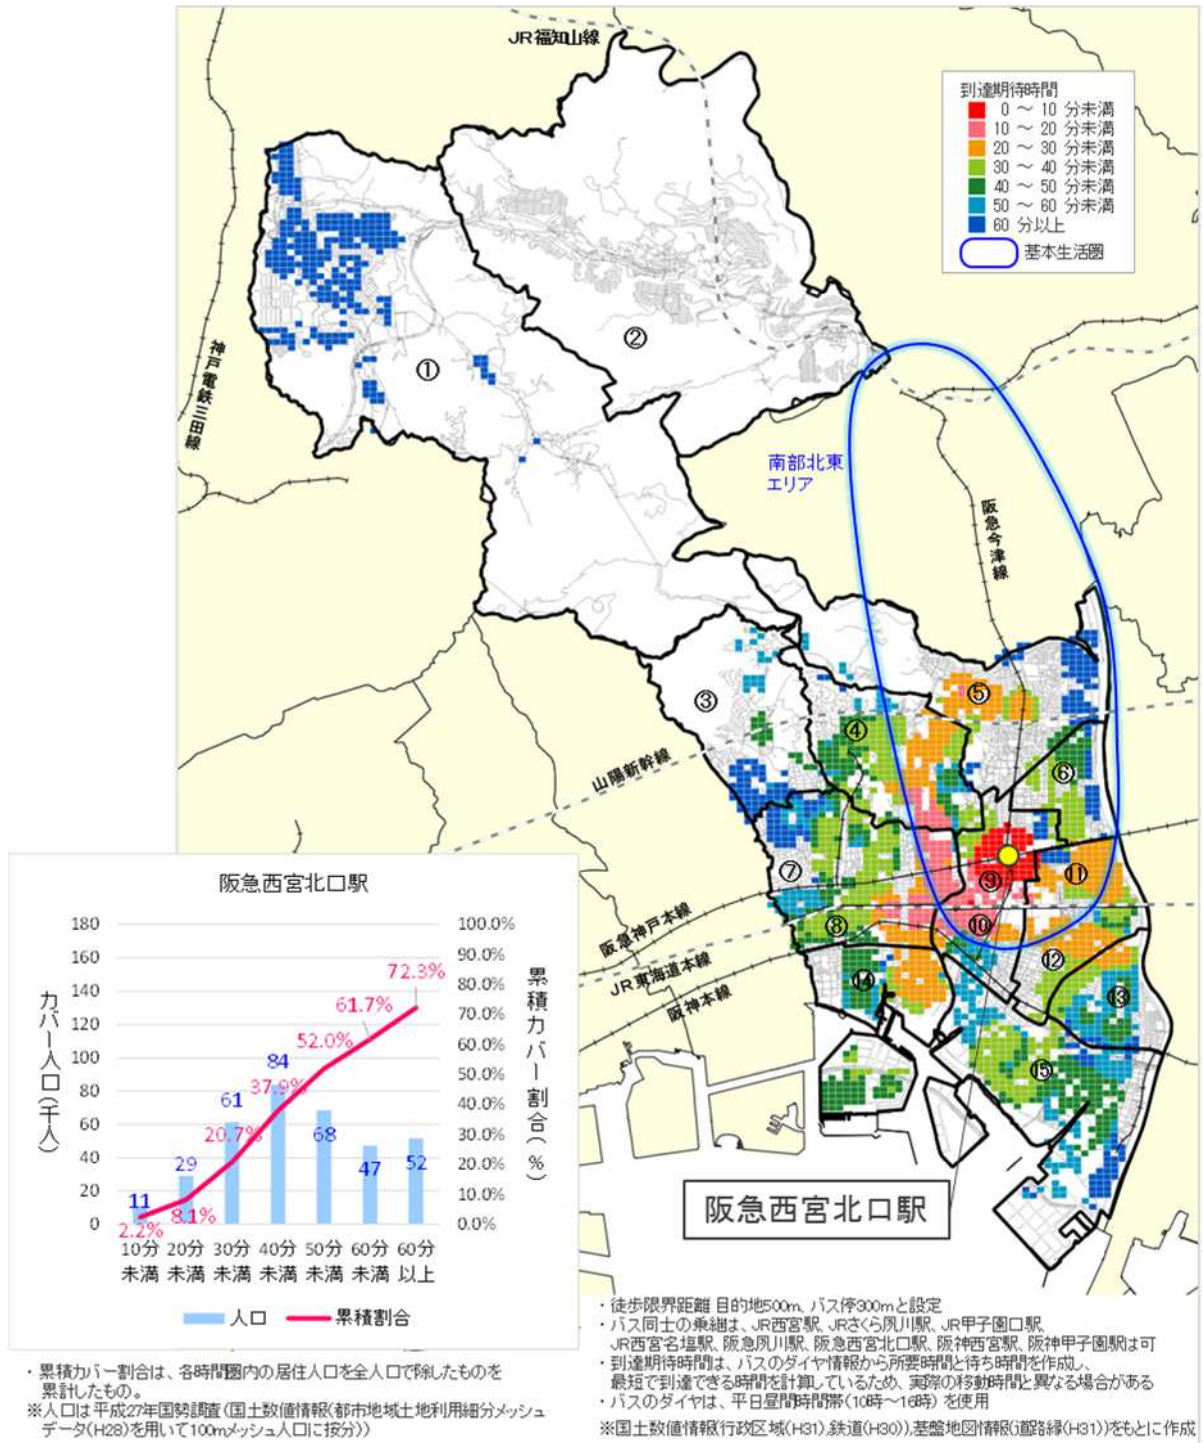 JR福知山線
到達期待時間
0 ～ 10 分未満
10 ～ 20 分未満
20 ～ 30 分未満
30 ～ 40 分未満
40 ～ 50 分未満
50 ～ 60 分未満
60 分以上
基本生活圏
神戸電鉄三田線
①
②
南部北東
エリア
阪急今津線
③
④
⑤
⑥
山陽新幹線
⑦
⑧
⑨
⑩
⑪
⑫
⑬
⑭
⑮
阪急神戸本線
JR東海道本線
阪神本線
阪急西宮北口駅
阪急西宮北口駅
カバー人口(千人)
180
160
140
120
100
80
60
40
20
0
累積カバー割合(%)
100.0%
90.0%
80.0%
70.0%
60.0%
50.0%
40.0%
30.0%
20.0%
10.0%
0.0%
11
29
61
84
68
47
52
2.2%
8.1%
20.7%
37.9%
52.0%
61.7%
72.3%
10分 20分 30分 40分 50分 60分 60分
未満 未満 未満 未満 未満 未満 以上
人口 累積割合
・累積カバー割合は、各時間圏内の居住人口を全人口で除したものを
累計したもの。
※人口は平成27年国勢調査(国土数値情報(都市地域土地利用細分メッシュ
データ(H28)を用いて100mメッシュ人口に按分))
・徒歩限界距離 目的地500m、バス停300mと設定
・バス同士の乗継は、JR西宮駅、JRさくら夙川駅、JR甲子園口駅、
JR西宮名塩駅、阪急夙川駅、阪急西宮北口駅、阪神西宮駅、阪神甲子園駅は可
・到達期待時間は、バスのダイヤ情報から所要時間と待ち時間を作成し、
最短で到達できる時間を計算しているため、実際の移動時間と異なる場合がある
・バスのダイヤは、平日昼間時間帯(10時～16時)を使用
※国土数値情報(行政区域(H31),鉄道(H30)),基盤地図情報(道路縁(H31))をもとに作成